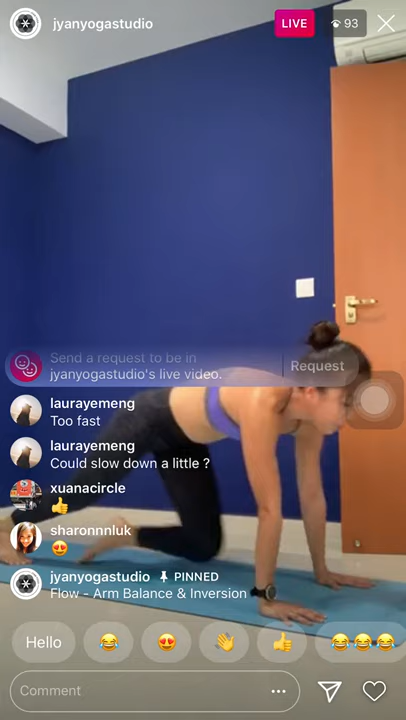 jyanyogastudio
LIVE
93
Send a request to be in
jyanyogastudio's live video.
Request
laurayemeng
Too fast
laurayemeng
Could slow down a little ?
xuanacircle
👍
sharonnnluk
😍
jyanyogastudio PINNED
Flow - Arm Balance & Inversion
Hello 😂 😍 👋 👍 😂😂😂
Comment